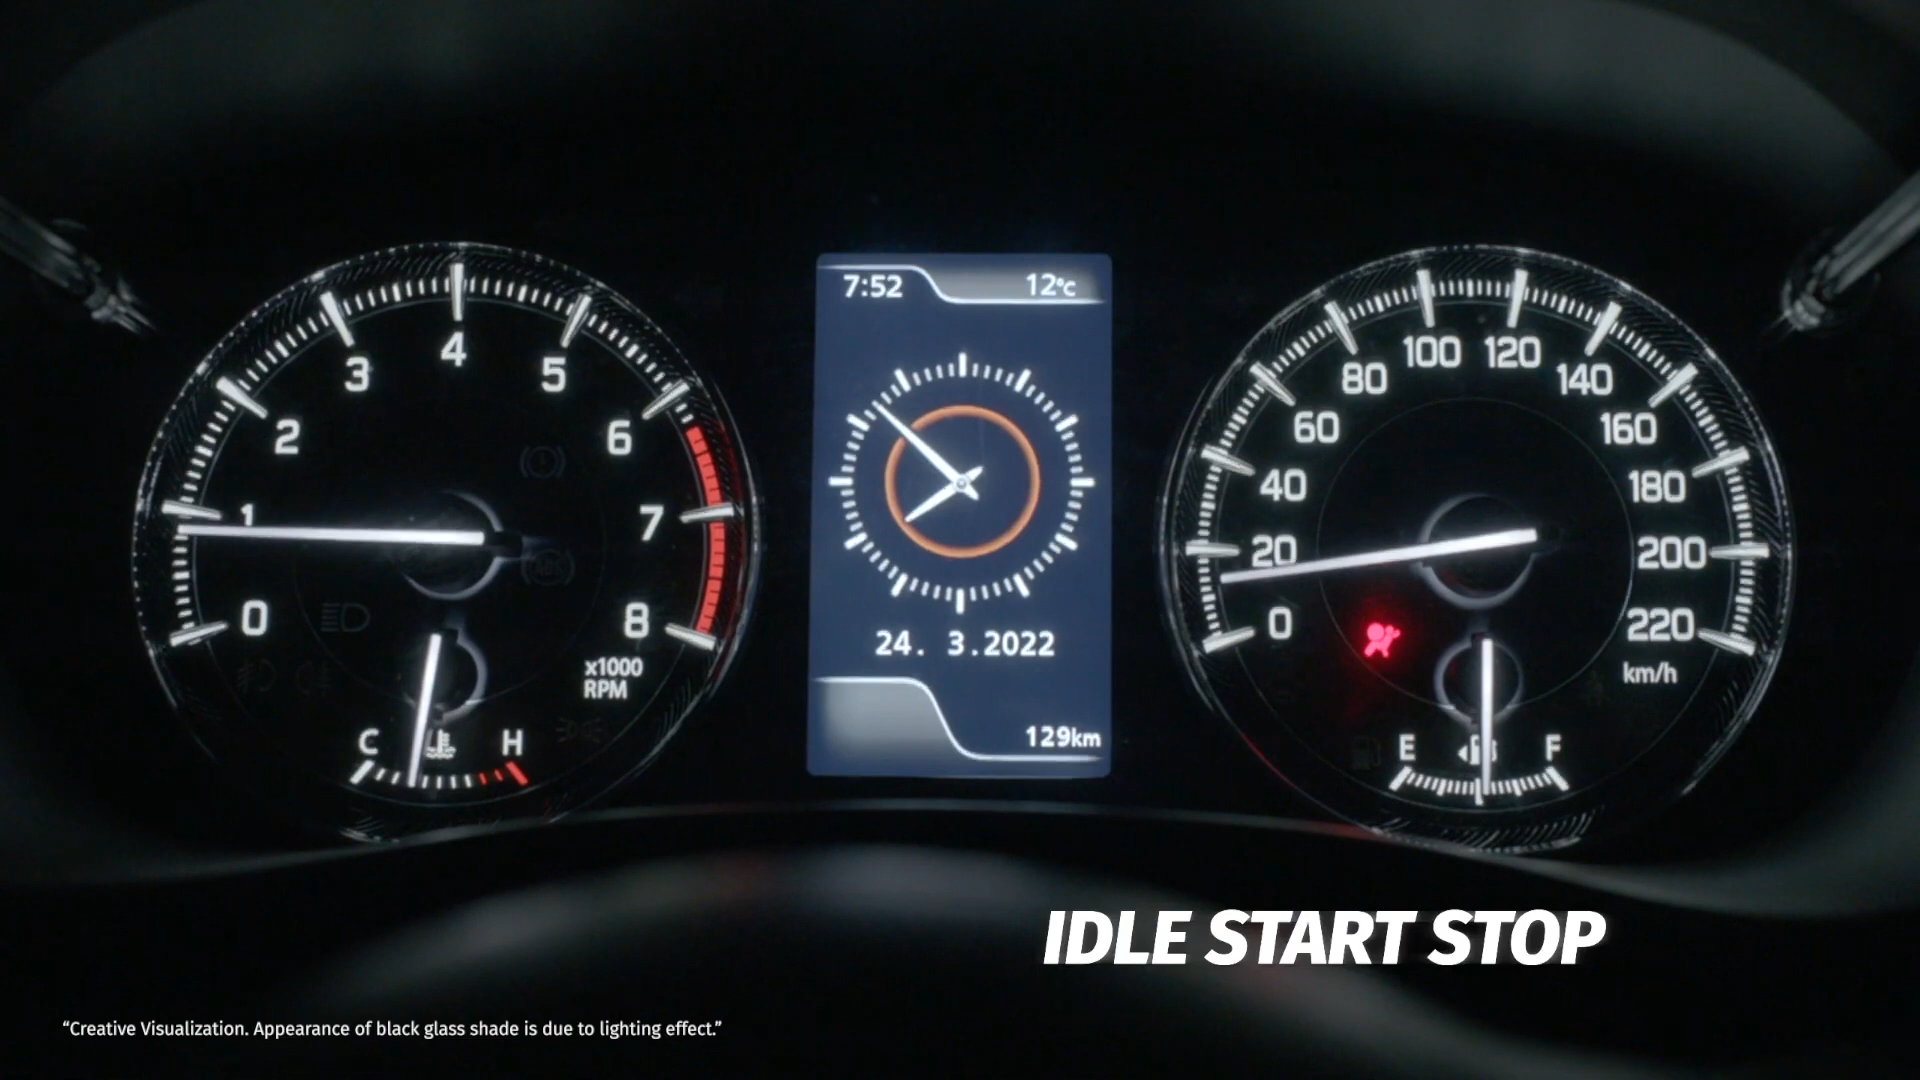 7:52 12°C
0 1 2 3 4 5 6 7 8
x1000
RPM
C H
24. 3.2022
129km
0 20 40 60 80 100 120 140 160 180 200 220
km/h
E F
IDLE START STOP
“Creative Visualization. Appearance of black glass shade is due to lighting effect.”